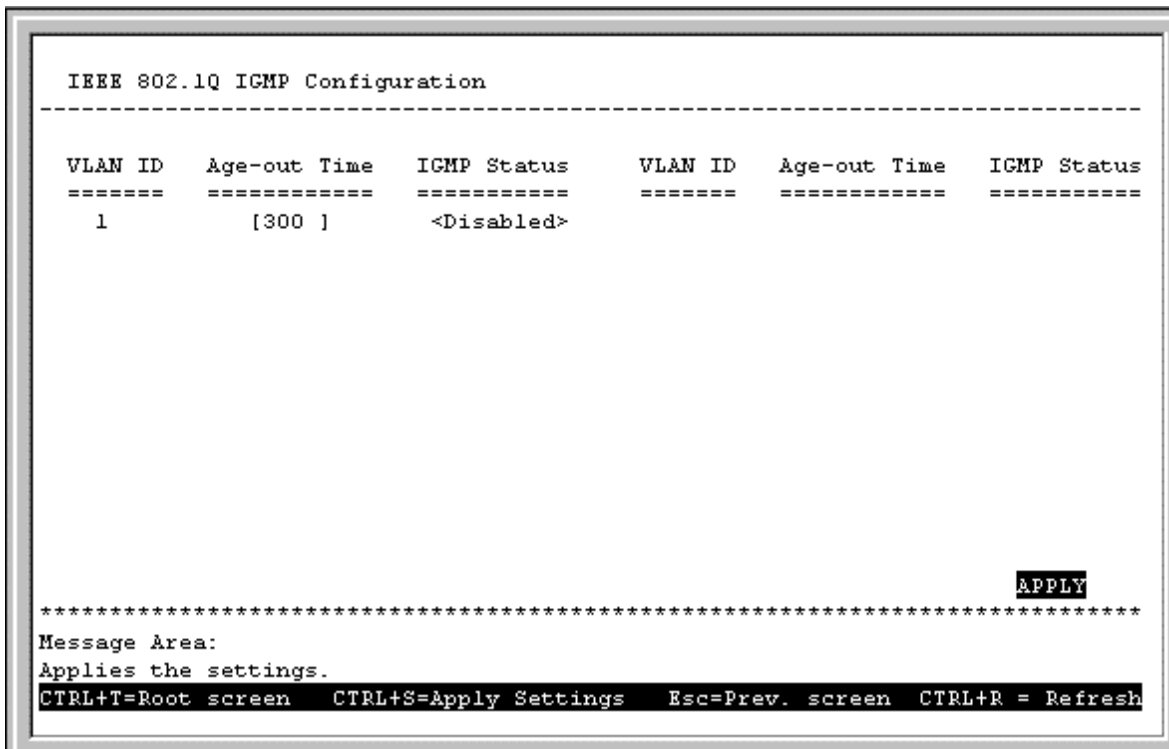 IEEE 802.1Q IGMP Configuration
-------------------------------------------------------------------------------
VLAN ID   Age-out Time   IGMP Status     VLAN ID   Age-out Time   IGMP Status
=======   ============   ===========     =======   ============   ===========
1          [300 ]       <Disabled>
APPLY
*******************************************************************************
Message Area:
Applies the settings.
CTRL+T=Root screen   CTRL+S=Apply Settings   Esc=Prev. screen  CTRL+R = Refresh